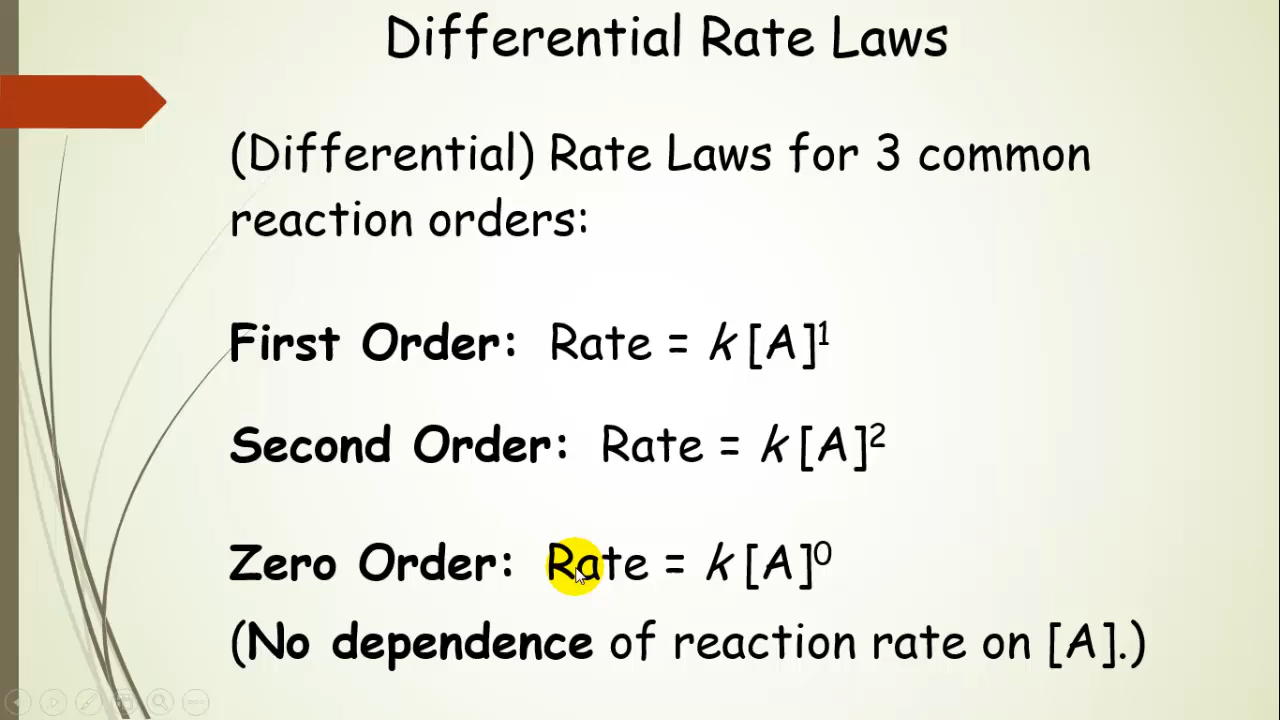 Differential Rate Laws
(Differential) Rate Laws for 3 common
reaction orders:
First Order: Rate = k [A]¹
Second Order: Rate = k [A]²
Zero Order: Rate = k [A]⁰
(No dependence of reaction rate on [A].)